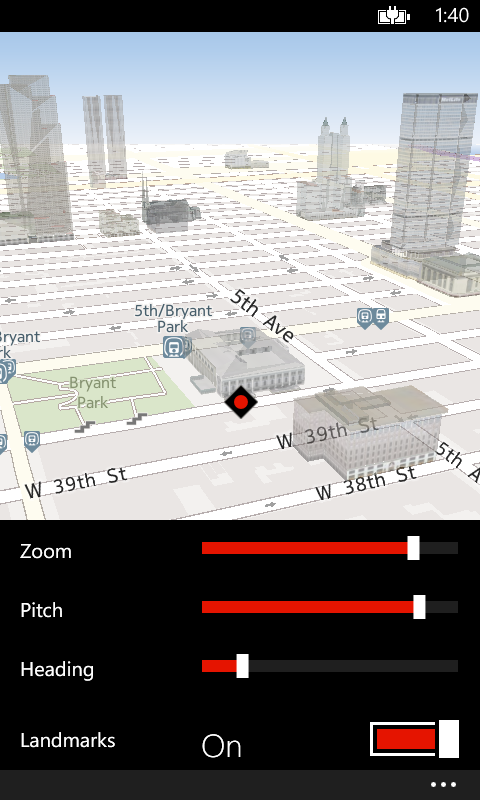 1:40
5th Ave
5th/Bryant
Park
Bryant
Park
W 39th St
5th A
W 39th St
W 38th St
Zoom
Pitch
Heading
Landmarks
On